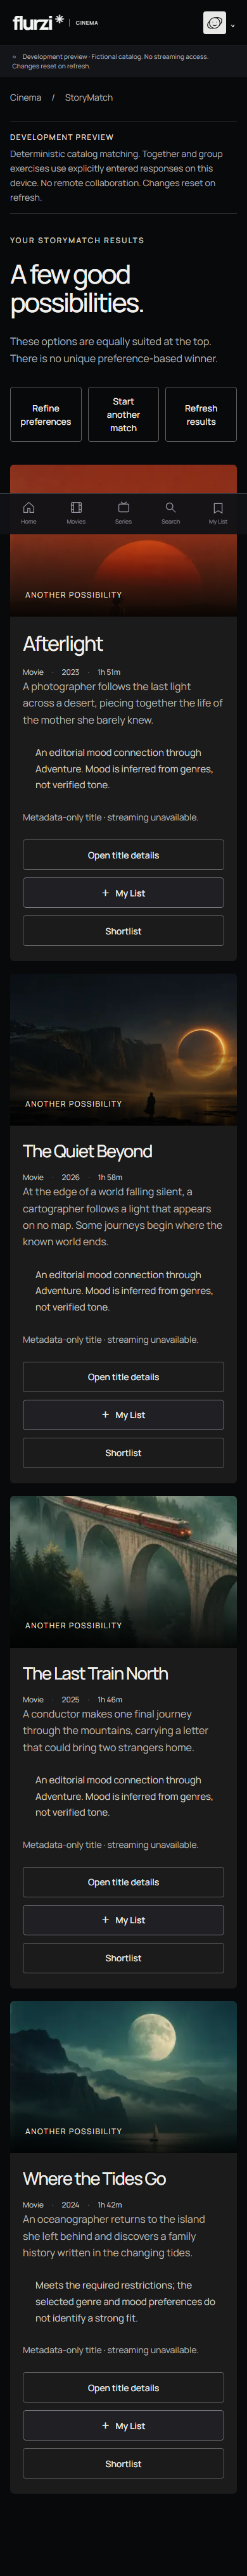 flurzi* | CINEMA
Development preview · Fictional catalog. No streaming access.
Changes reset on refresh.
Cinema / StoryMatch
DEVELOPMENT PREVIEW
Deterministic catalog matching. Together and group
exercises use explicitly entered responses on this
device. No remote collaboration. Changes reset on
refresh.
YOUR STORYMATCH RESULTS
A few good
possibilities.
These options are equally suited at the top.
There is no unique preference-based winner.
Refine
preferences
Start
another
match
Refresh
results
Home
Movies
Series
Search
My List
ANOTHER POSSIBILITY
Afterlight
Movie · 2023 · 1h 51m
A photographer follows the last light
across a desert, piecing together the life of
the mother she barely knew.
An editorial mood connection through
Adventure. Mood is inferred from genres,
not verified tone.
Metadata-only title · streaming unavailable.
Open title details
+ My List
Shortlist
ANOTHER POSSIBILITY
The Quiet Beyond
Movie · 2026 · 1h 58m
At the edge of a world falling silent, a
cartographer follows a light that appears
on no map. Some journeys begin where the
known world ends.
An editorial mood connection through
Adventure. Mood is inferred from genres,
not verified tone.
Metadata-only title · streaming unavailable.
Open title details
+ My List
Shortlist
ANOTHER POSSIBILITY
The Last Train North
Movie · 2025 · 1h 46m
A conductor makes one final journey
through the mountains, carrying a letter
that could bring two strangers home.
An editorial mood connection through
Adventure. Mood is inferred from genres,
not verified tone.
Metadata-only title · streaming unavailable.
Open title details
+ My List
Shortlist
ANOTHER POSSIBILITY
Where the Tides Go
Movie · 2024 · 1h 42m
An oceanographer returns to the island
she left behind and discovers a family
history written in the changing tides.
Meets the required restrictions; the
selected genre and mood preferences do
not identify a strong fit.
Metadata-only title · streaming unavailable.
Open title details
+ My List
Shortlist